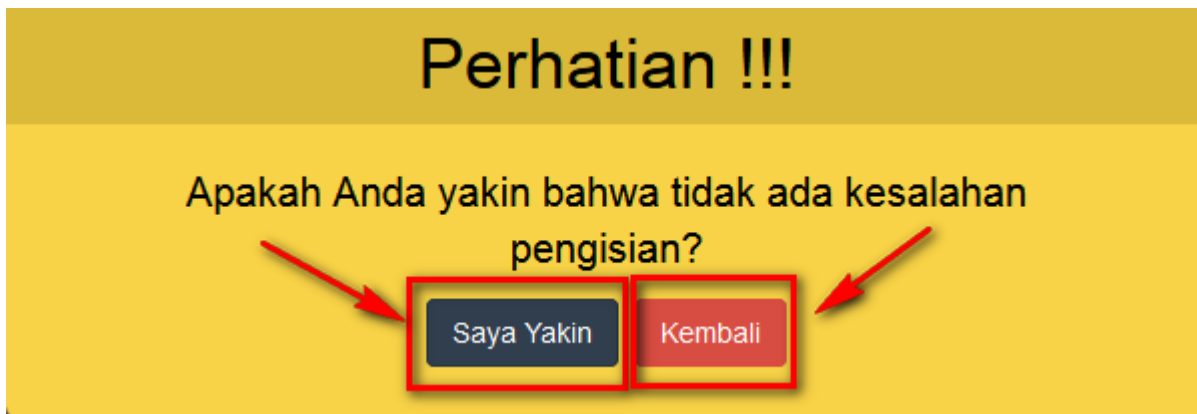 Perhatian !!!
Apakah Anda yakin bahwa tidak ada kesalahan
pengisian?
Saya Yakin
Kembali